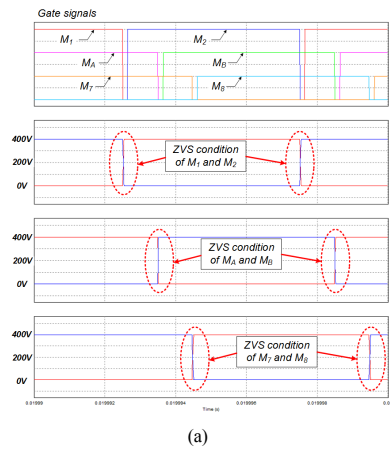 Gate signals
M1 M2
MA MB
M7 M8
400V
200V
0V
ZVS condition
of M1 and M2
400V
200V
0V
ZVS condition
of MA and MB
400V
200V
0V
ZVS condition
of M7 and M8
0.01999 0.019992 0.019994 0.019996 0.019998 0.0
Time (s)
(a)